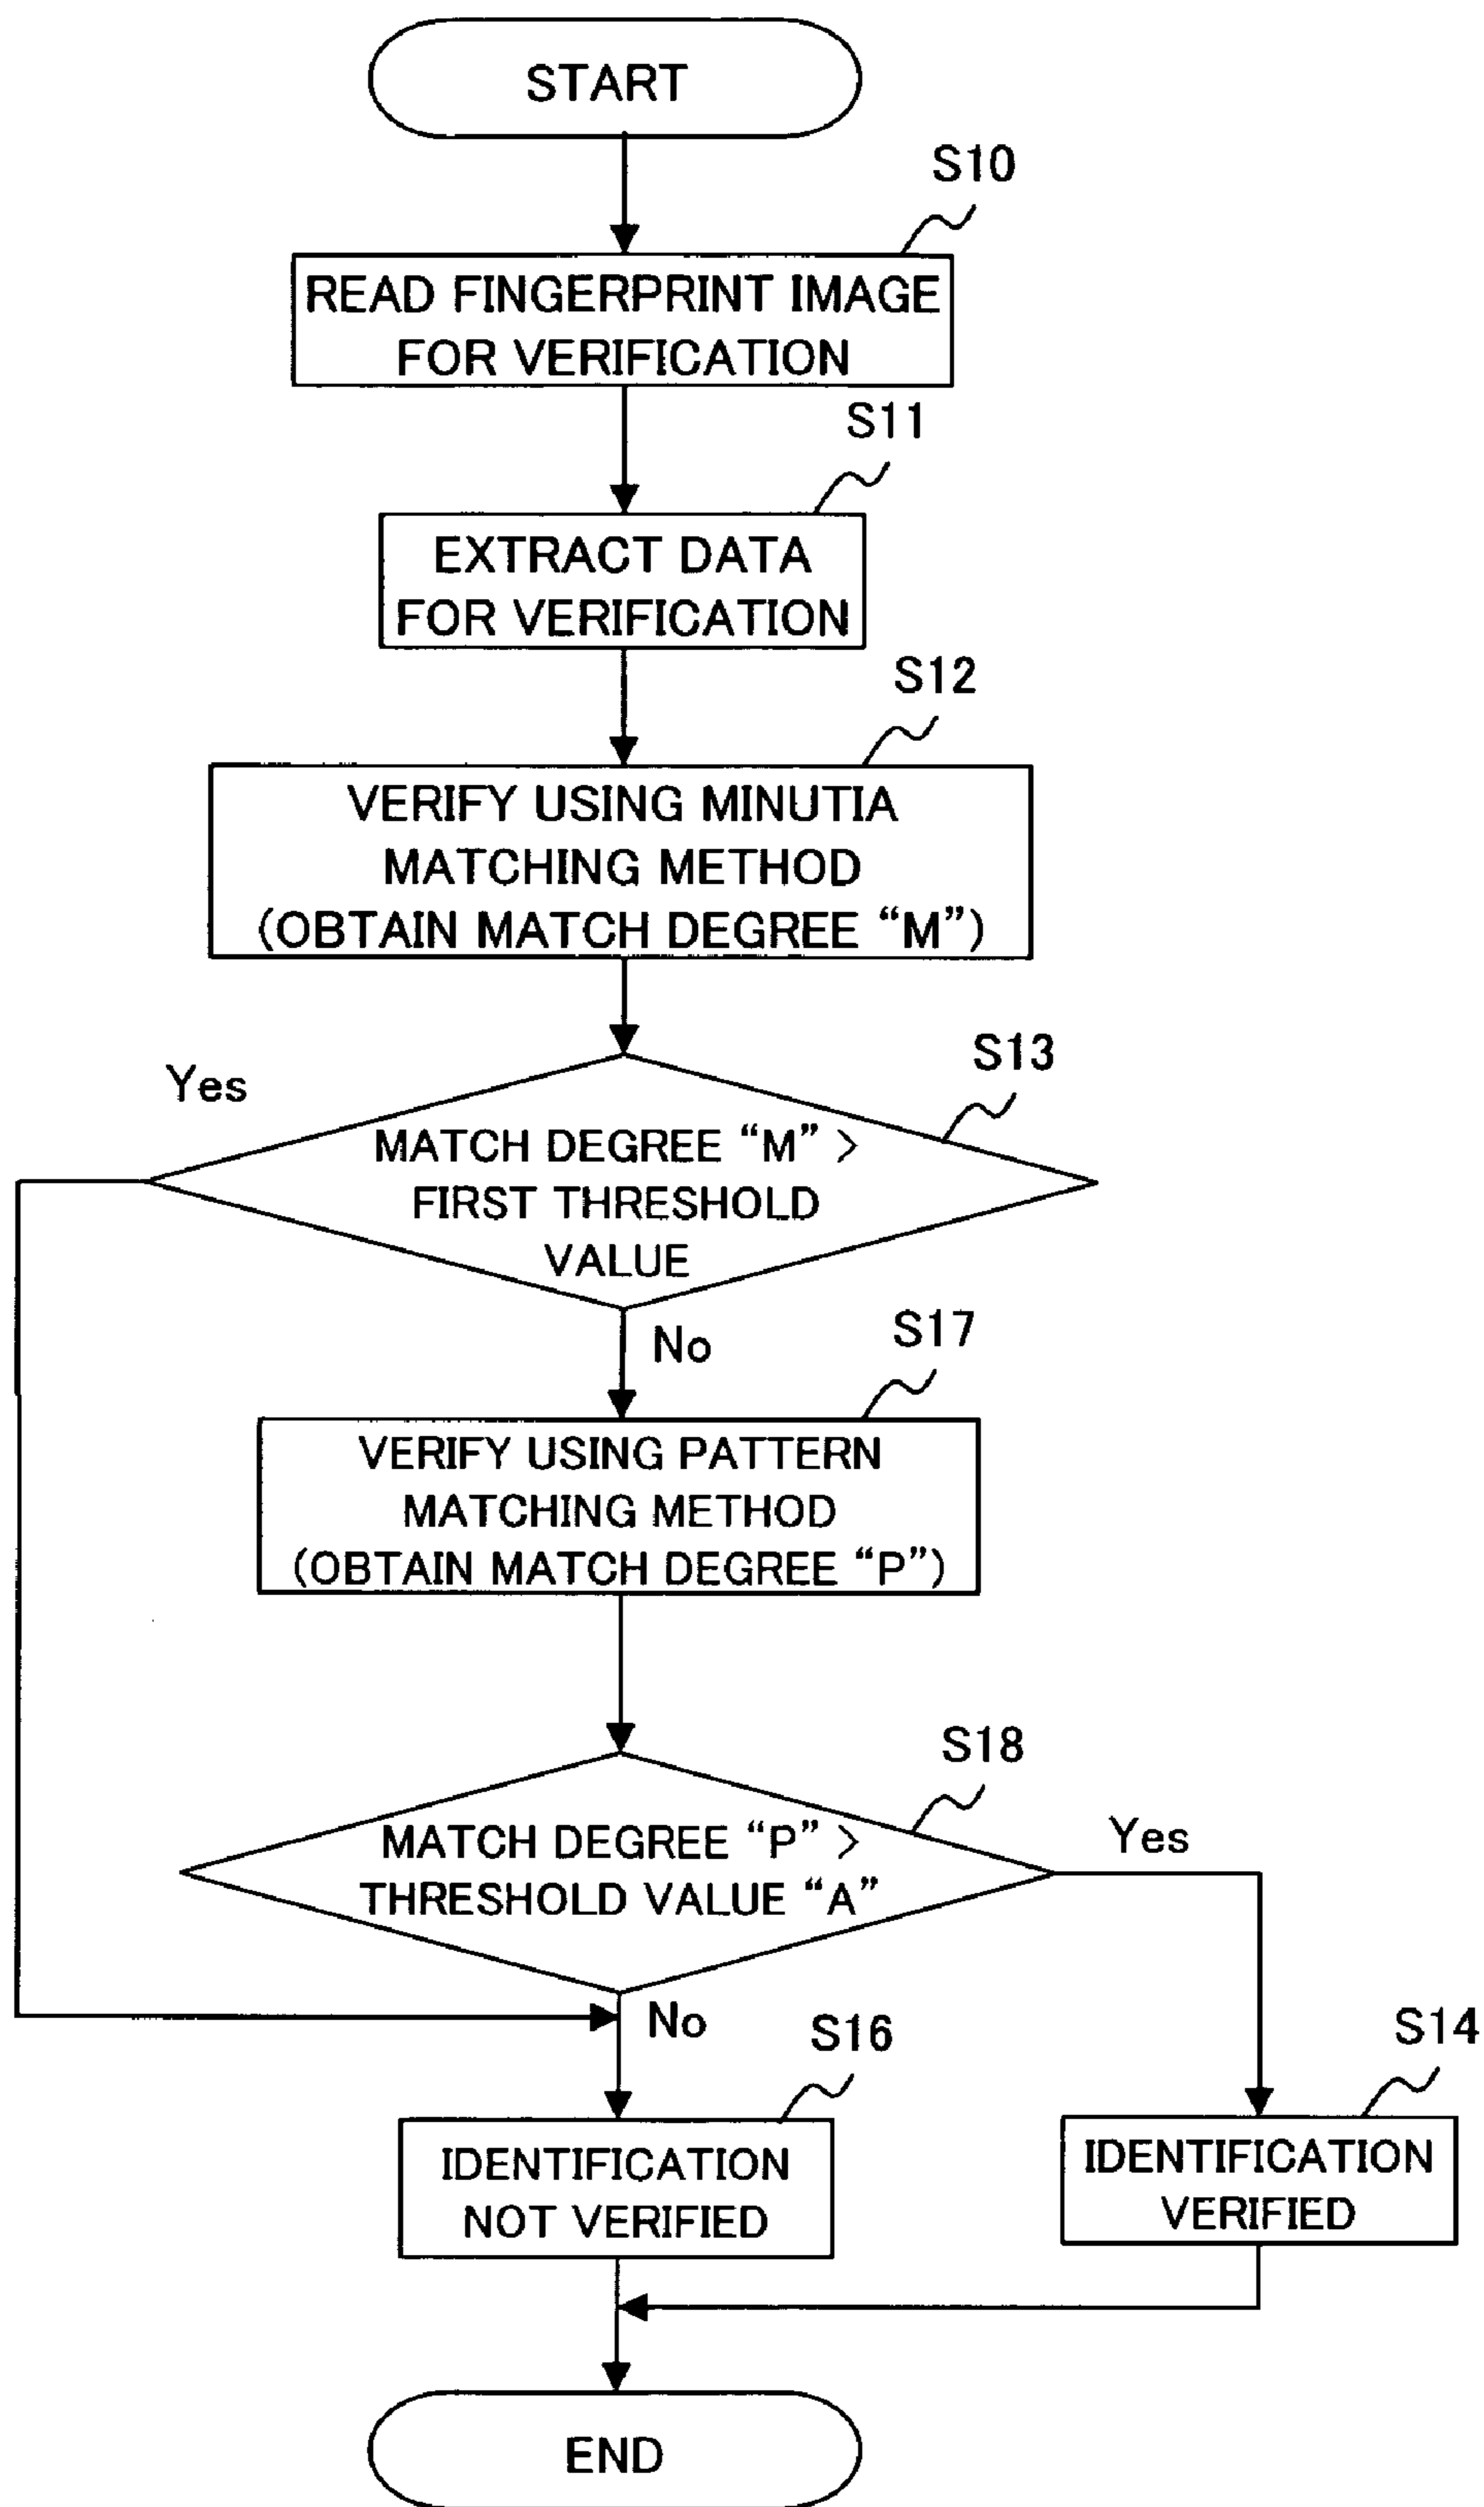 START
S10
READ FINGERPRINT IMAGE
FOR VERIFICATION
S11
EXTRACT DATA
FOR VERIFICATION
S12
VERIFY USING MINUTIA
MATCHING METHOD
(OBTAIN MATCH DEGREE “M”)
S13
Yes
MATCH DEGREE “M” >
FIRST THRESHOLD
VALUE
No
S17
VERIFY USING PATTERN
MATCHING METHOD
(OBTAIN MATCH DEGREE “P”)
S18
MATCH DEGREE “P” >
THRESHOLD VALUE “A”
Yes
No
S16
S14
IDENTIFICATION
NOT VERIFIED
IDENTIFICATION
VERIFIED
END